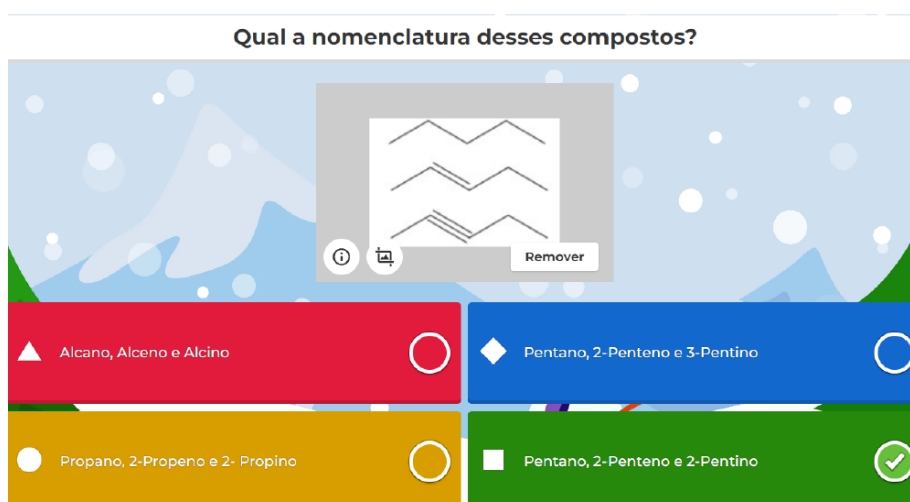 Qual a nomenclatura desses compostos?
Remover
Alcano, Alceno e Alcino
Pentano, 2-Penteno e 3-Pentino
Propano, 2-Propeno e 2- Propino
Pentano, 2-Penteno e 2-Pentino